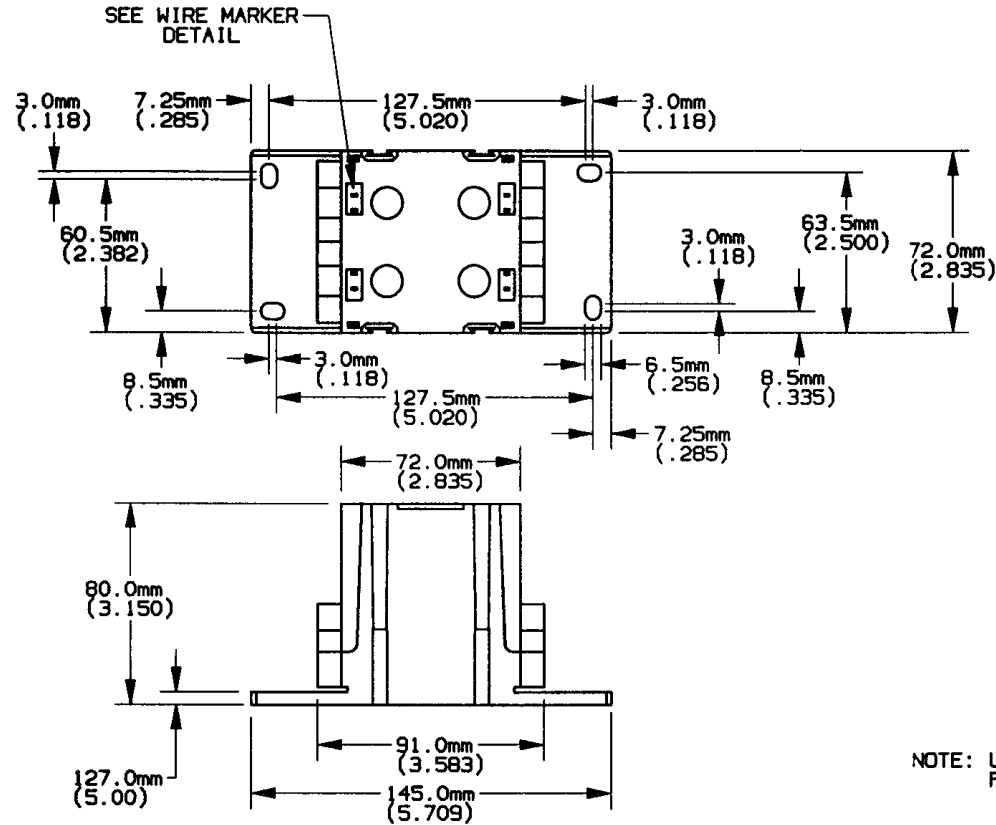 SEE WIRE MARKER
DETAIL
3.0mm
(.118)
7.25mm
(.285)
127.5mm
(5.020)
3.0mm
(.118)
60.5mm
(2.382)
3.0mm
(.118)
63.5mm
(2.500)
72.0mm
(2.835)
8.5mm
(.335)
3.0mm
(.118)
127.5mm
(5.020)
6.5mm
(.256)
8.5mm
(.335)
7.25mm
(.285)
72.0mm
(2.835)
80.0mm
(3.150)
127.0mm
(5.00)
91.0mm
(3.583)
145.0mm
(5.709)
NOTE: